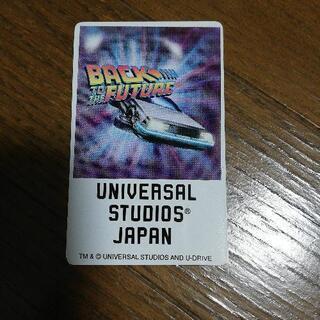 BACK
TO THE
FUTURE
UNIVERSAL
STUDIOS®
JAPAN
TM & © UNIVERSAL STUDIOS AND U-DRIVE